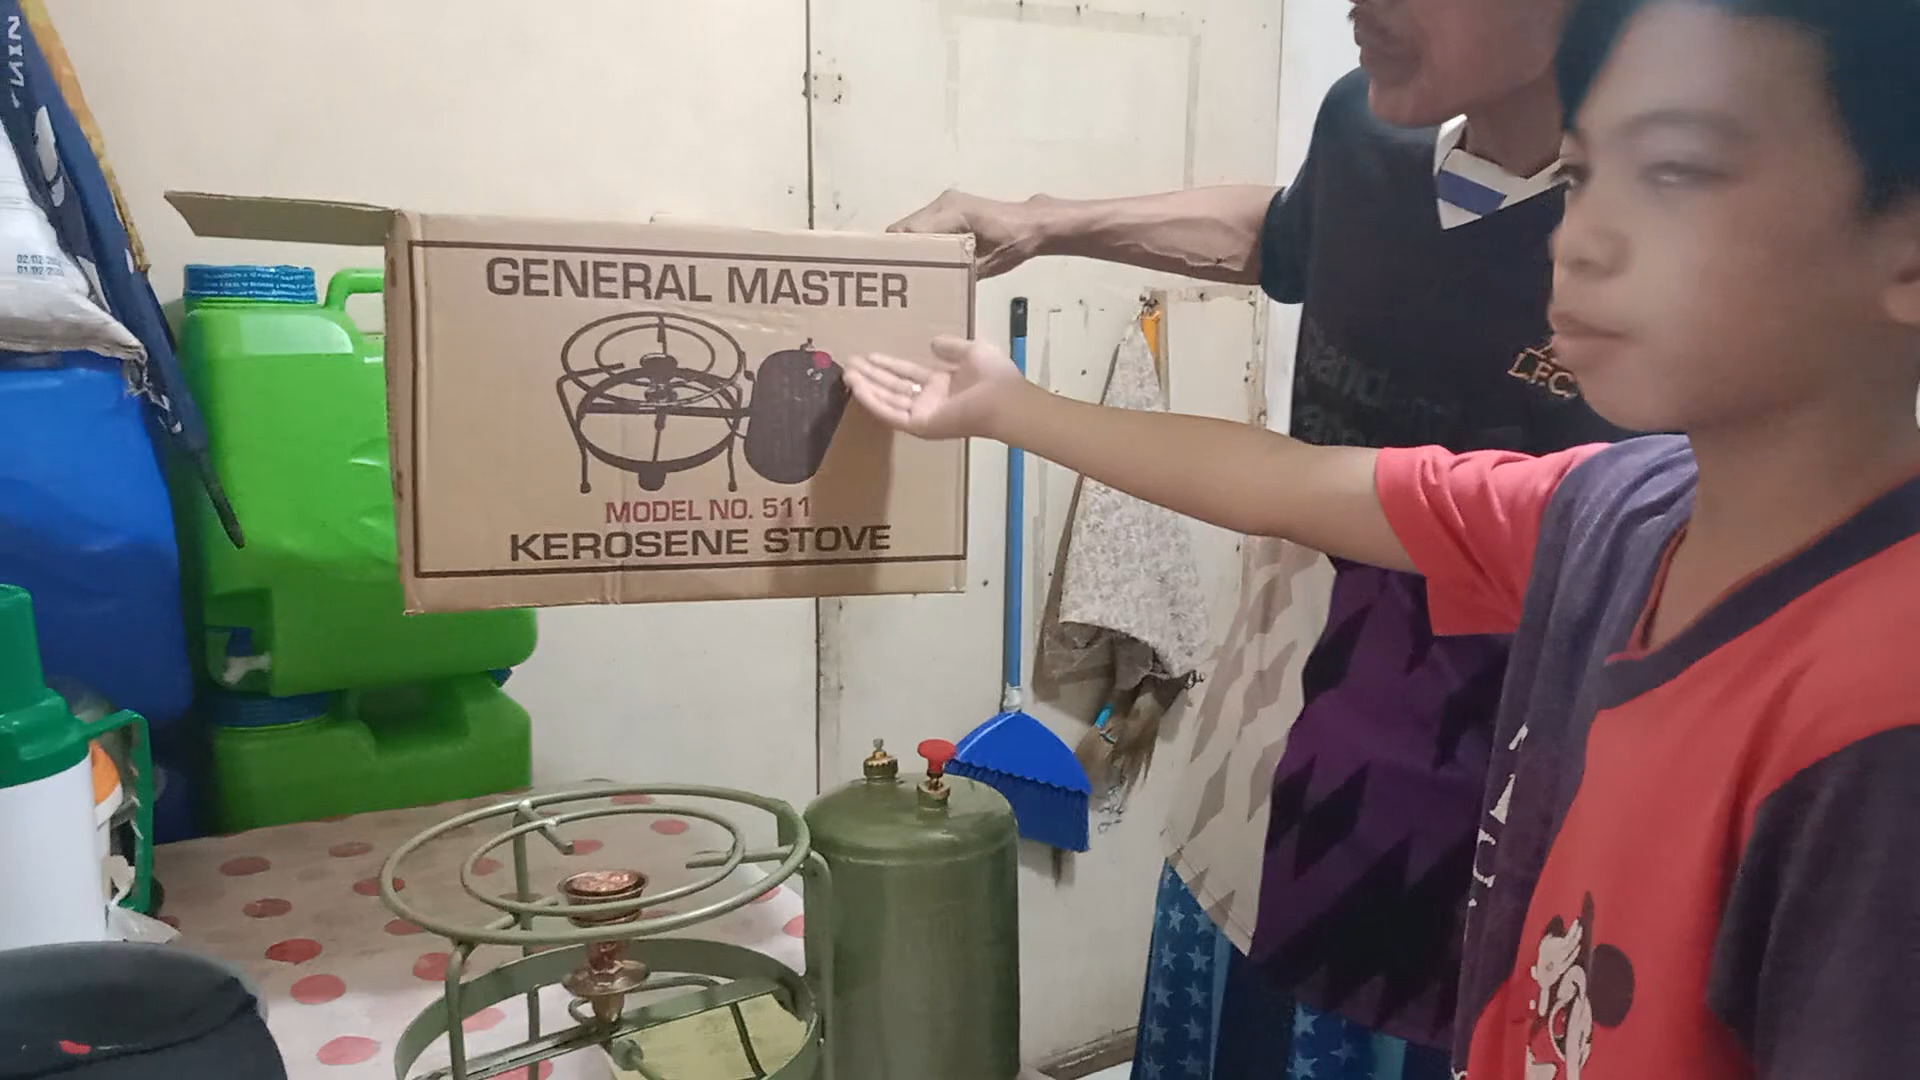 GENERAL MASTER
MODEL NO. 511
KEROSENE STOVE
L.F.C